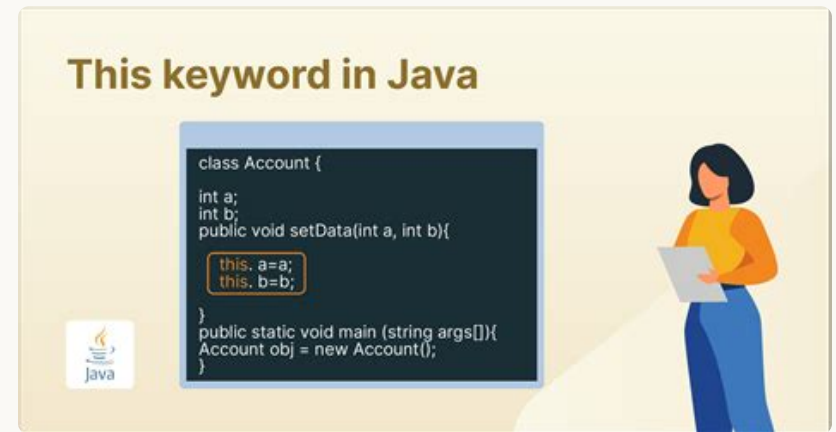 This keyword in Java
class Account {
int a;
int b;
public void setData(int a, int b){
this. a=a;
this. b=b;
}
public static void main (string args[]){
Account obj = new Account();
}
Java